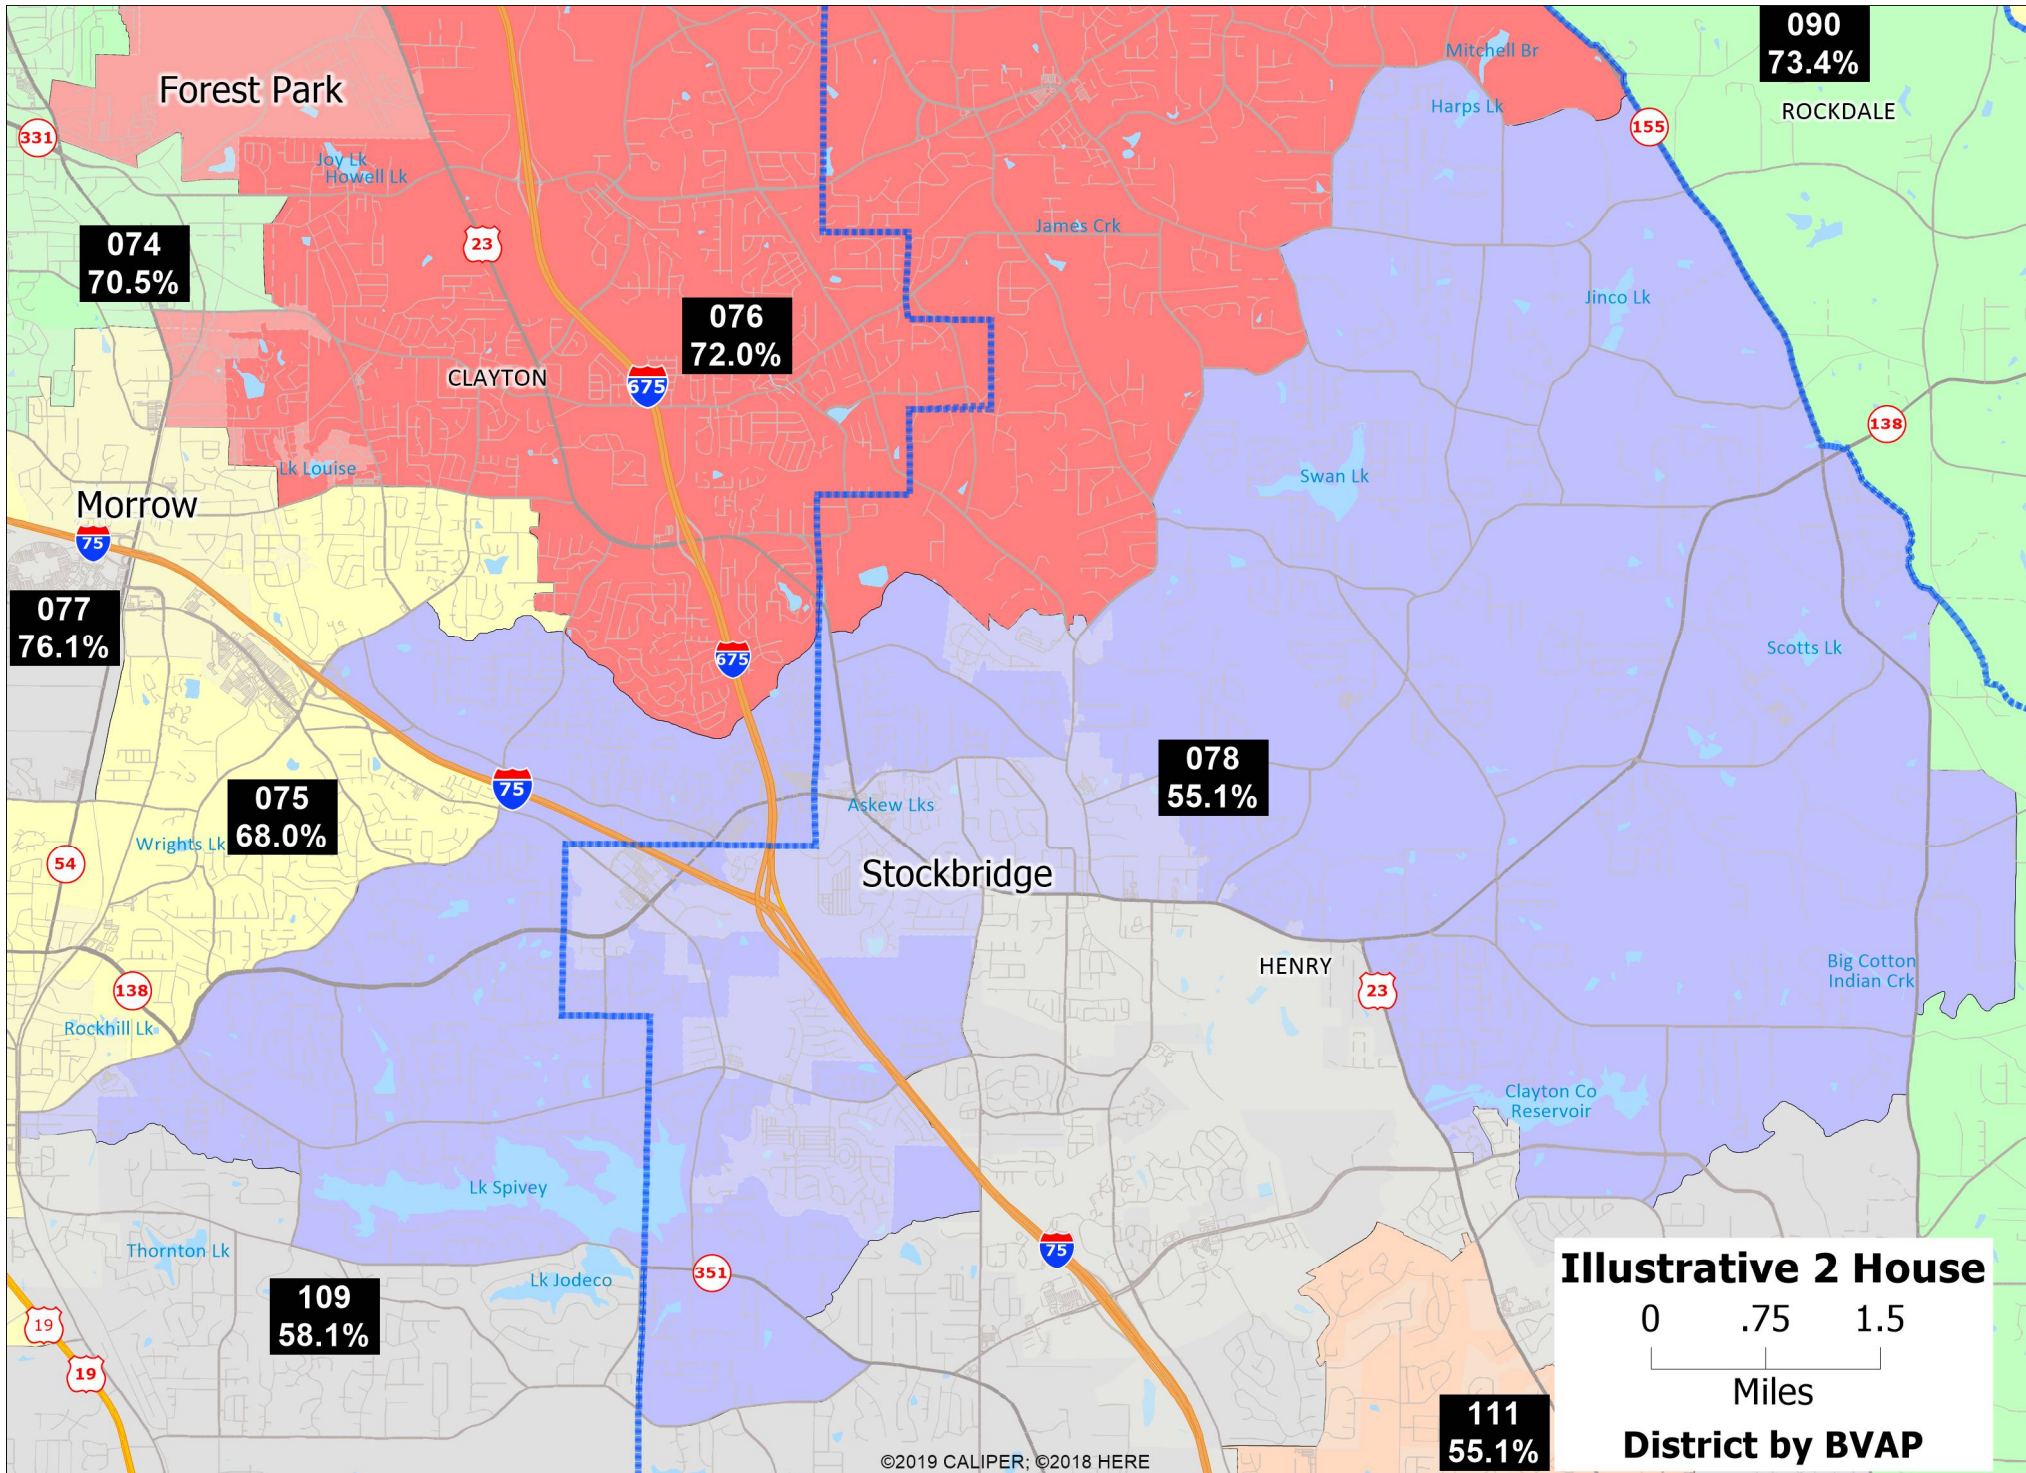 090
73.4%
Mitchell Br
Forest Park
Harps Lk
ROCKDALE
331
155
Joy Lk
Howell Lk
James Crk
074
70.5%
23
Jinco Lk
076
72.0%
CLAYTON
675
138
Lk Louise
Swan Lk
Morrow
75
077
76.1%
675
Scotts Lk
078
55.1%
75
075
68.0%
Askew Lks
Wrights Lk
54
Stockbridge
HENRY
Big Cotton
Indian Crk
138
23
Rockhill Lk
Clayton Co
Reservoir
Lk Spivey
Thornton Lk
75
351
Lk Jodeco
109
58.1%
19
19
Illustrative 2 House
0 .75 1.5
Miles
District by BVAP
111
55.1%
©2019 CALIPER; ©2018 HERE